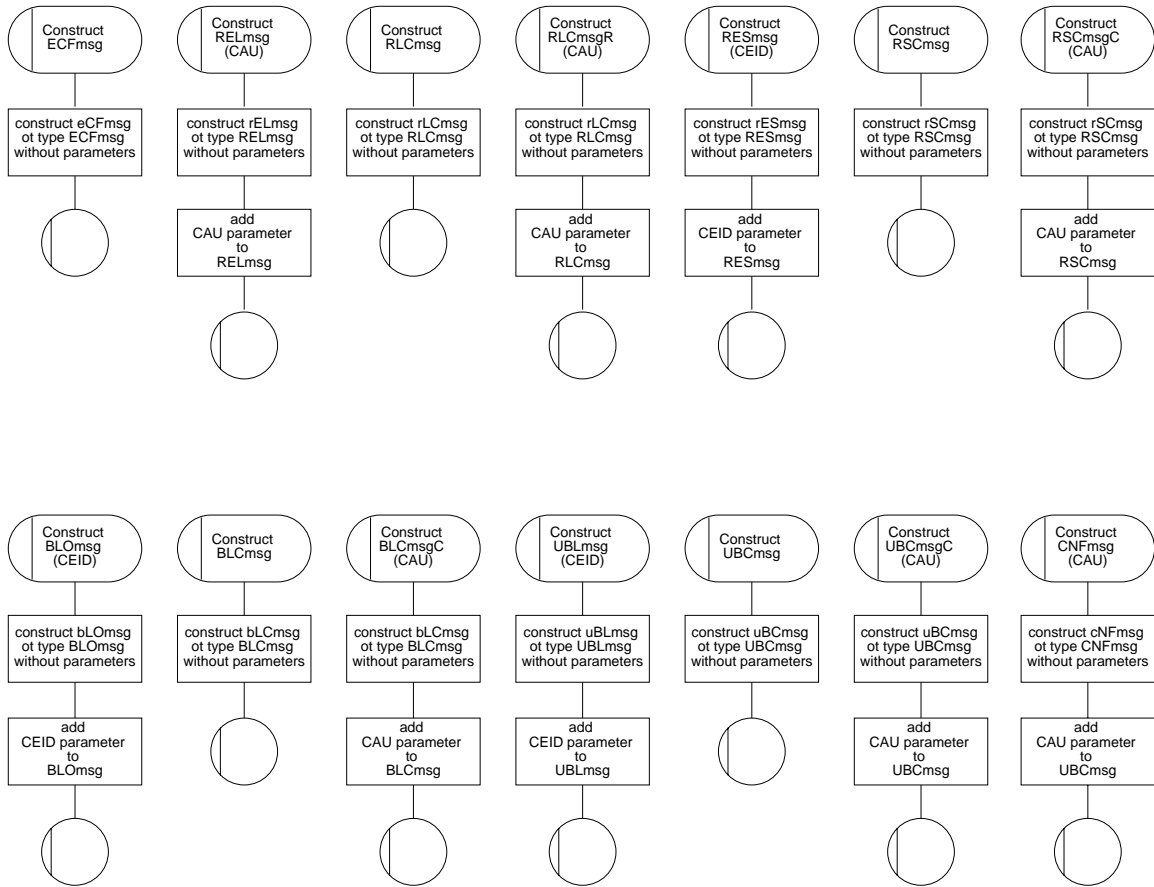 Construct
ECFmsg
Construct
RELmsg
(CAU)
Construct
RLCmsg
Construct
RLCmsgR
(CAU)
Construct
RESmsg
(CEID)
Construct
RSCmsg
Construct
RSCmsgC
(CAU)
construct eCFmsg
ot type ECFmsg
without parameters
construct rELmsg
ot type RELmsg
without parameters
construct rLCmsg
ot type RLCmsg
without parameters
construct rLCmsg
ot type RLCmsg
without parameters
construct rESmsg
ot type RESmsg
without parameters
construct rSCmsg
ot type RSCmsg
without parameters
construct rSCmsg
ot type RSCmsg
without parameters
add
CAU parameter
to
RELmsg
add
CAU parameter
to
RLCmsg
add
CEID parameter
to
RESmsg
add
CAU parameter
to
RSCmsg
Construct
BLOmsg
(CEID)
Construct
BLCmsg
Construct
BLCmsgC
(CAU)
Construct
UBLmsg
(CEID)
Construct
UBCmsg
Construct
UBCmsgC
(CAU)
Construct
CNFmsg
(CAU)
construct bLOmsg
ot type BLOmsg
without parameters
construct bLCmsg
ot type BLCmsg
without parameters
construct bLCmsg
ot type BLCmsg
without parameters
construct uBLmsg
ot type UBLmsg
without parameters
construct uBCmsg
ot type UBCmsg
without parameters
construct uBCmsg
ot type UBCmsg
without parameters
construct cNFmsg
ot type CNFmsg
without parameters
add
CEID parameter
to
BLOmsg
add
CAU parameter
to
BLCmsg
add
CEID parameter
to
UBLmsg
add
CAU parameter
to
UBCmsg
add
CAU parameter
to
UBCmsg